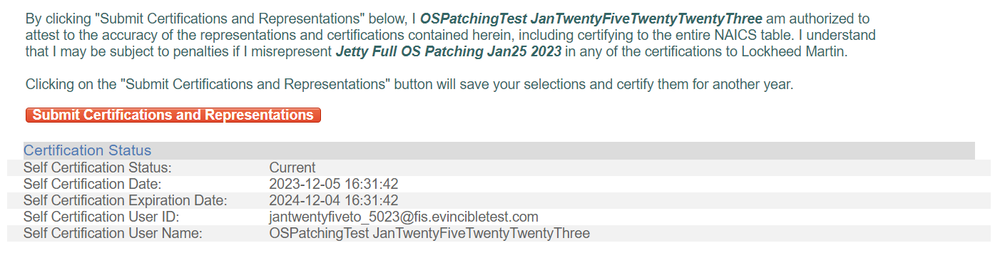 By clicking "Submit Certifications and Representations" below, I OSPatchingTest JanTwentyFiveTwentyTwentyThree am authorized to
attest to the accuracy of the representations and certifications contained herein, including certifying to the entire NAICS table. I understand
that I may be subject to penalties if I misrepresent Jetty Full OS Patching Jan25 2023 in any of the certifications to Lockheed Martin.
Clicking on the "Submit Certifications and Representations" button will save your selections and certify them for another year.
Submit Certifications and Representations
Certification Status
Self Certification Status: Current
Self Certification Date: 2023-12-05 16:31:42
Self Certification Expiration Date: 2024-12-04 16:31:42
Self Certification User ID: jantwentyfiveto_5023@fis.evincibletest.com
Self Certification User Name: OSPatchingTest JanTwentyFiveTwentyTwentyThree